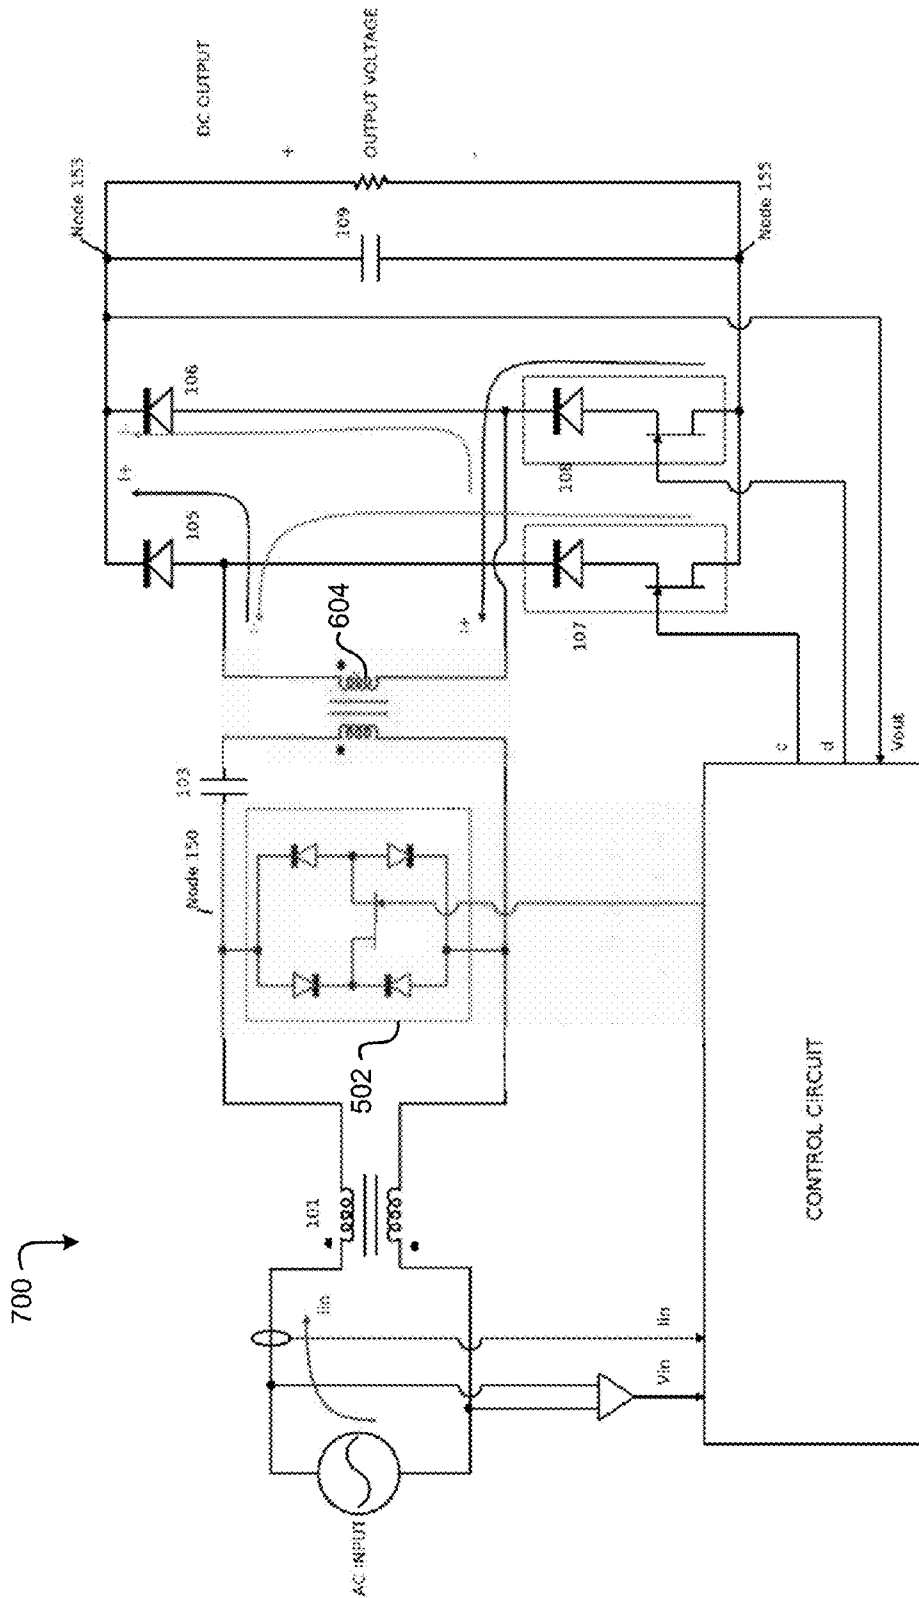 700
AC INPUT
Iin
Vin
Iin
101
CONTROL CIRCUIT
502
Node 150
103
604
c
d
Vout
105
I+
I+
106
107
108
109
Node 153
Node 155
+
OUTPUT VOLTAGE
-
DC OUTPUT